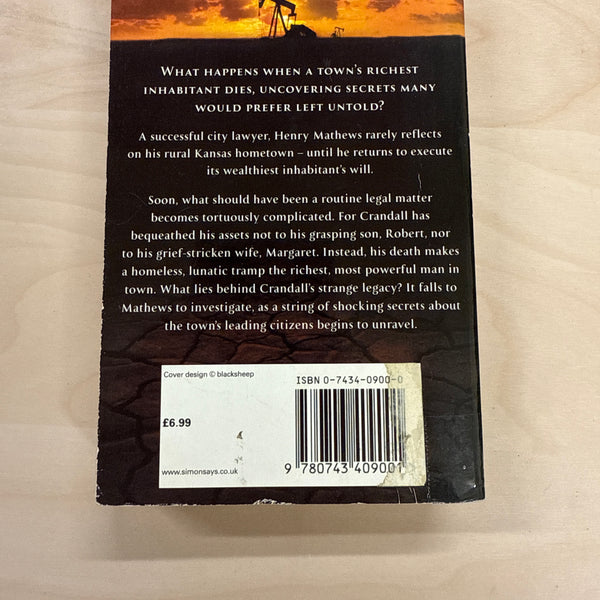 WHAT HAPPENS WHEN A TOWN'S RICHEST
INHABITANT DIES, UNCOVERING SECRETS MANY
WOULD PREFER LEFT UNTOLD?
A successful city lawyer, Henry Mathews rarely reflects
on his rural Kansas hometown – until he returns to execute
its wealthiest inhabitant's will.
Soon, what should have been a routine legal matter
becomes tortuously complicated. For Crandall has
bequeathed his assets not to his grasping son, Robert, nor
to his grief-stricken wife, Margaret. Instead, his death makes
a homeless, lunatic tramp the richest, most powerful man in
town. What lies behind Crandall's strange legacy? It falls to
Mathews to investigate, as a string of shocking secrets about
the town's leading citizens begins to unravel.
Cover design © blacksheep
ISBN 0-7434-0900-0
£6.99
www.simonsays.co.uk
9 780743 409001